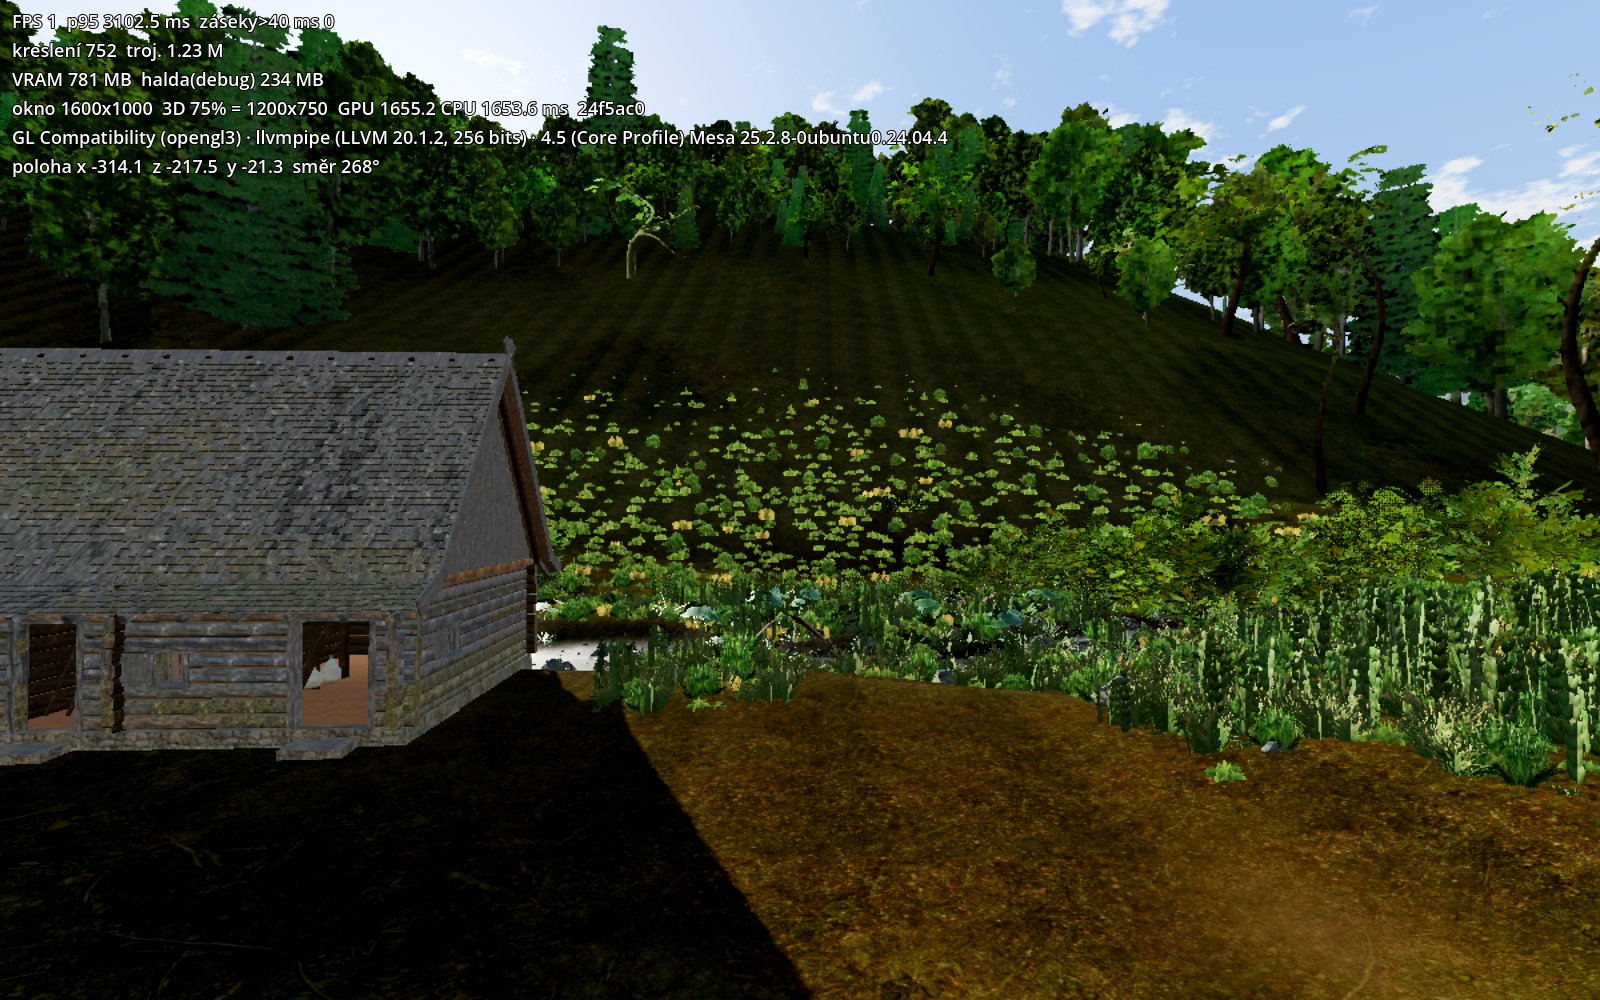 FPS 1  p95 3102.5 ms  záseky>40 ms 0
kreslení 752  troj. 1.23 M
VRAM 781 MB  halda(debug) 234 MB
okno 1600x1000  3D 75% = 1200x750  GPU 1655.2 CPU 1653.6 ms  24f5ac0
GL Compatibility (opengl3) · llvmpipe (LLVM 20.1.2, 256 bits) · 4.5 (Core Profile) Mesa 25.2.8-0ubuntu0.24.04.4
poloha x -314.1  z -217.5  y -21.3  směr 268°